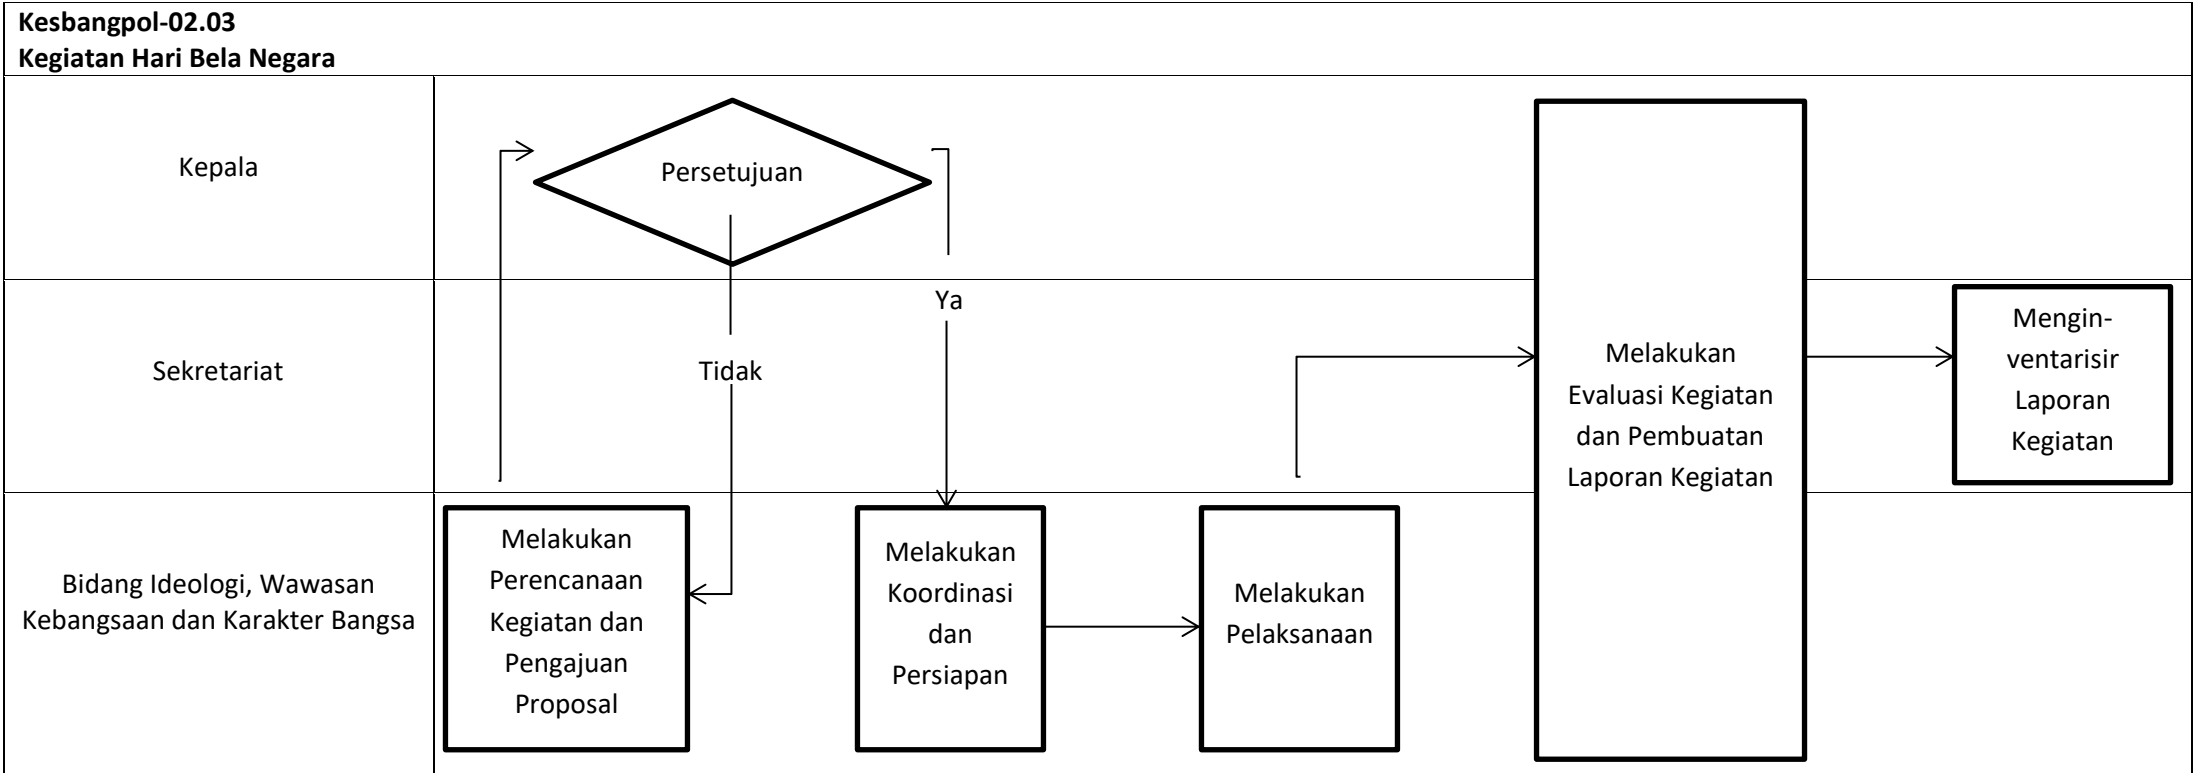 Kesbangpol-02.03
Kegiatan Hari Bela Negara
Kepala
Persetujuan
Ya
Tidak
Sekretariat
Melakukan
Evaluasi Kegiatan
dan Pembuatan
Laporan Kegiatan
Mengin-
ventarisir
Laporan
Kegiatan
Bidang Ideologi, Wawasan
Kebangsaan dan Karakter Bangsa
Melakukan
Perencanaan
Kegiatan dan
Pengajuan
Proposal
Melakukan
Koordinasi
dan
Persiapan
Melakukan
Pelaksanaan